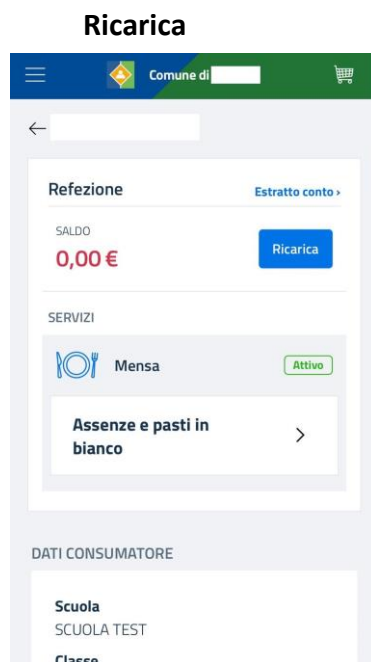 Ricarica
Comune di
Refezione
Estratto conto ›
SALDO
0,00 €
Ricarica
SERVIZI
Mensa
Attivo
Assenze e pasti in
bianco
DATI CONSUMATORE
Scuola
SCUOLA TEST
Classe